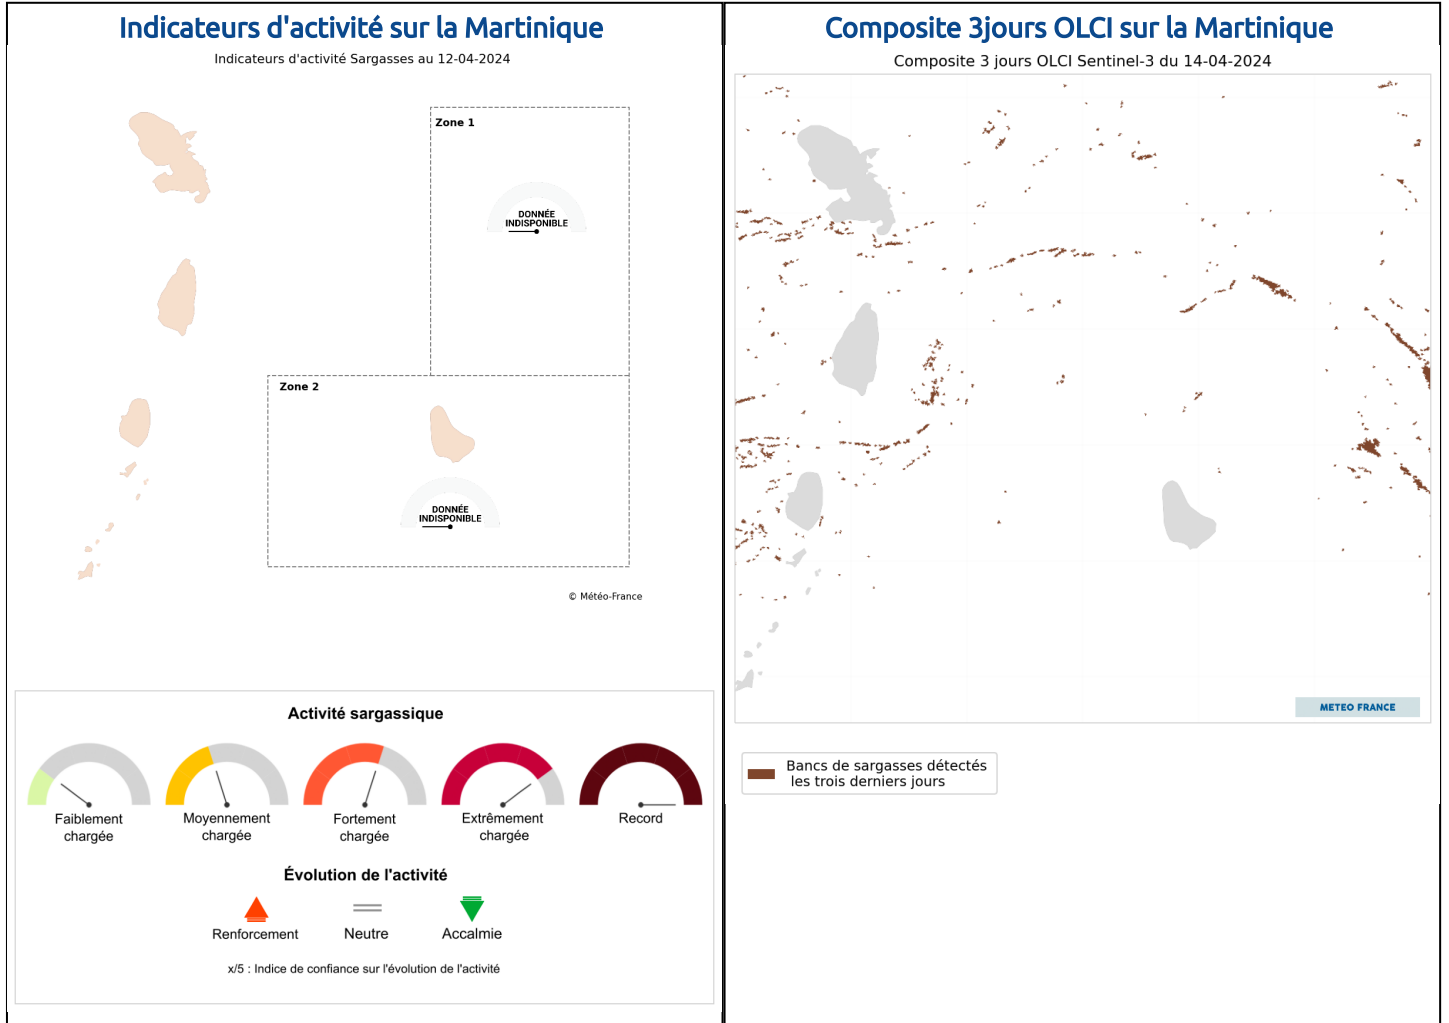 Indicateurs d'activité sur la Martinique
Indicateurs d'activité Sargasses au 12-04-2024
Zone 1
DONNÉE
INDISPONIBLE
Zone 2
DONNÉE
INDISPONIBLE
© Météo-France
Activité sargassique
Faiblement
chargée
Moyennement
chargée
Fortement
chargée
Extrêmement
chargée
Record
Évolution de l'activité
Renforcement
Neutre
Accalmie
x/5 : Indice de confiance sur l'évolution de l'activité
Composite 3jours OLCI sur la Martinique
Composite 3 jours OLCI Sentinel-3 du 14-04-2024
METEO FRANCE
Bancs de sargasses détectés
les trois derniers jours